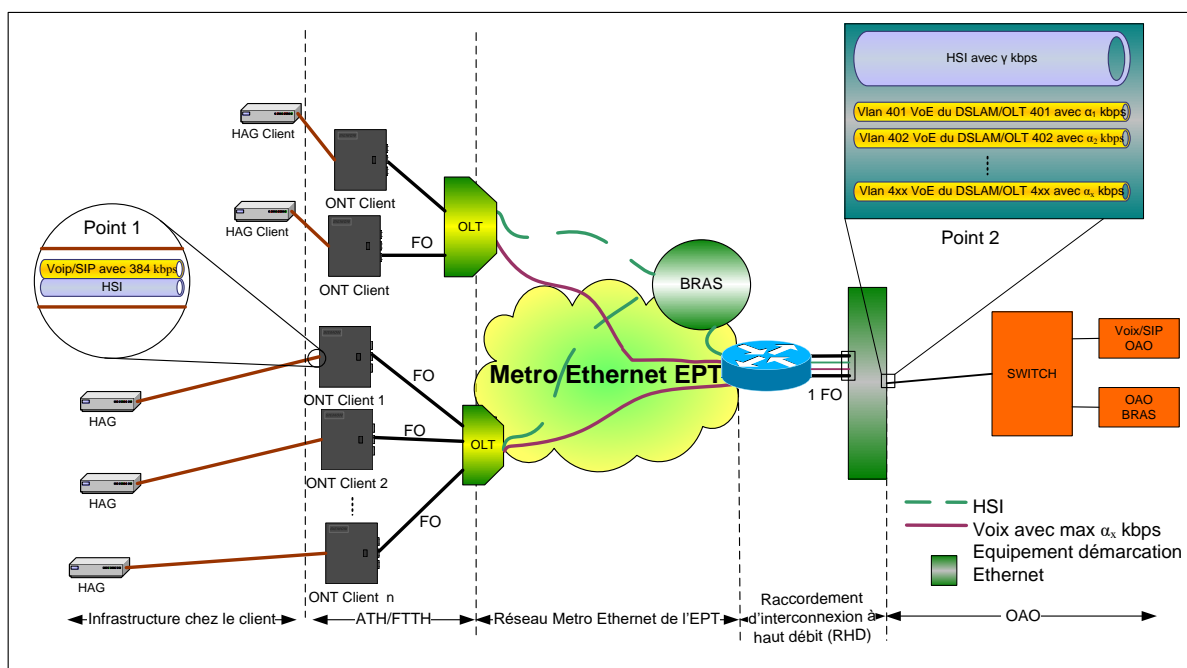 HSI avec γ kbps
Vlan 401 VoE du DSLAM/OLT 401 avec α₁ kbps
Vlan 402 VoE du DSLAM/OLT 402 avec α₂ kbps
Vlan 4xx VoE du DSLAM/OLT 4xx avec αₓ kbps
Point 2
HAG Client
ONT Client
HAG Client
ONT Client
FO
OLT
BRAS
Point 1
Voip/SIP avec 384 kbps
HSI
Metro Ethernet EPT
1 FO
SWITCH
Voix/SIP
OAO
OAO
BRAS
HAG
ONT Client 1
FO
FO
OLT
HAG
ONT Client 2
FO
HAG
ONT Client n
HSI
Voix avec max αₓ kbps
Equipement démarcation
Ethernet
Infrastructure chez le client
ATH/FTTH
Réseau Metro Ethernet de l'EPT
Raccordement
d'interconnexion à
haut débit (RHD)
OAO